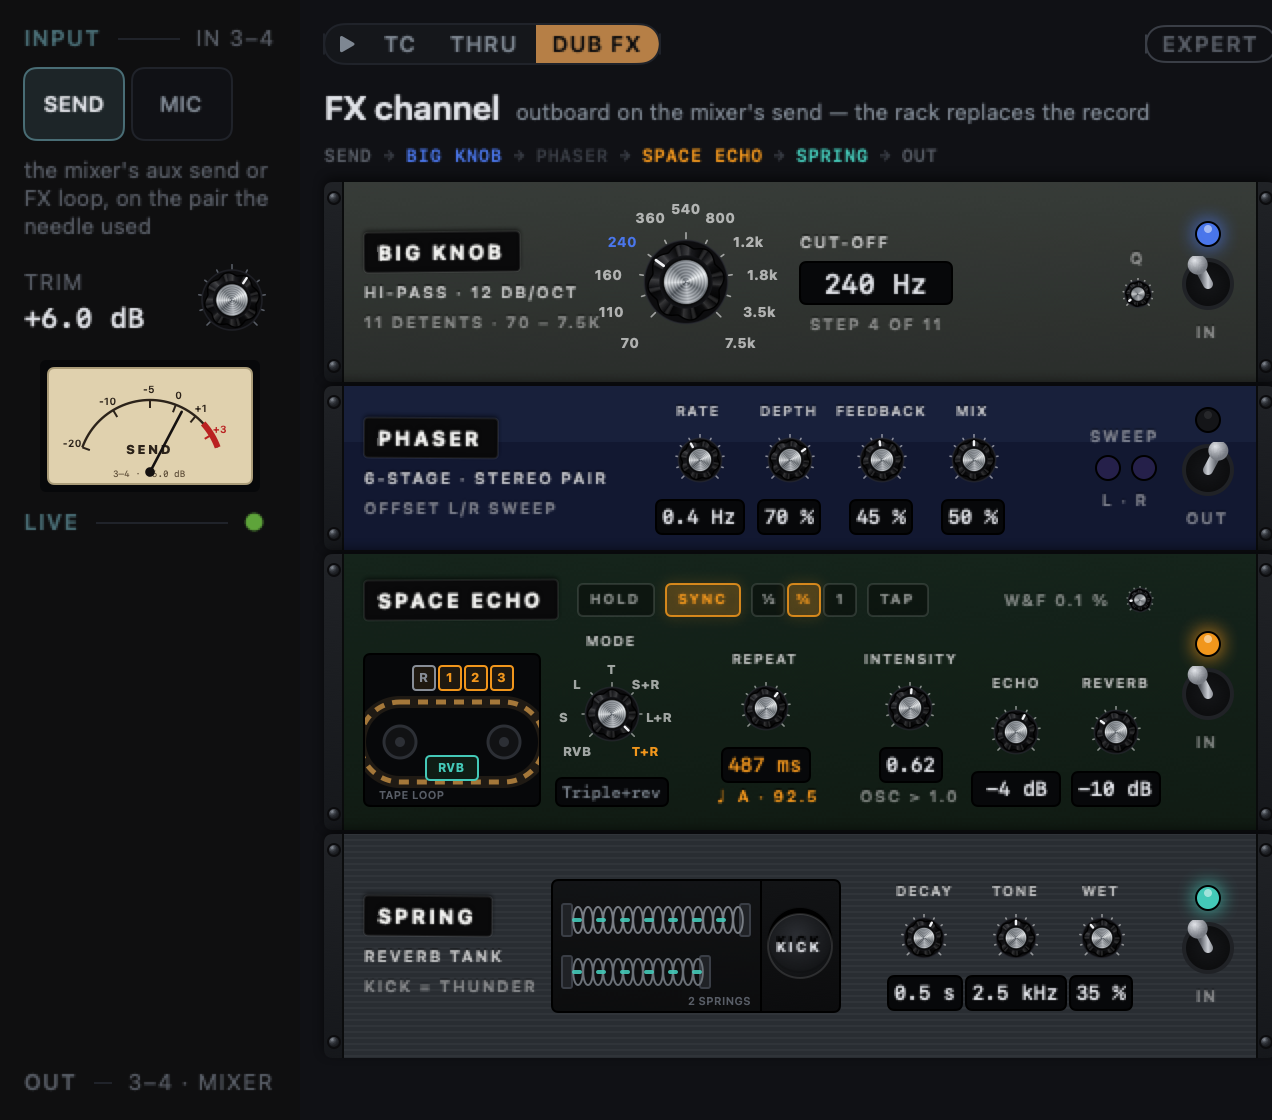 INPUT IN 3–4
SEND MIC
the mixer's aux send or
FX loop, on the pair the
needle used
TRIM
+6.0 dB
-20 -10 -5 0 +1 +3
SEND
LIVE
OUT 3–4 · MIXER
TC THRU DUB FX
EXPERT
FX channel outboard on the mixer's send — the rack replaces the record
SEND → BIG KNOB → PHASER → SPACE ECHO → SPRING → OUT
BIG KNOB
HI-PASS · 12 DB/OCT
11 DETENTS · 70 – 7.5K
70 110 160 240 360 540 800 1.2k 1.8k 3.5k 7.5k
CUT-OFF
240 Hz
STEP 4 OF 11
Q
IN
PHASER
6-STAGE · STEREO PAIR
OFFSET L/R SWEEP
RATE DEPTH FEEDBACK MIX
0.4 Hz 70 % 45 % 50 %
SWEEP
L · R
OUT
SPACE ECHO
HOLD SYNC ½ ¾ 1 TAP
W&F 0.1 %
R 1 2 3
RVB
TAPE LOOP
MODE
RVB S L T S+R L+R T+R
Triple+rev
REPEAT
487 ms
♩ A · 92.5
INTENSITY
0.62
OSC > 1.0
ECHO
-4 dB
REVERB
-10 dB
IN
SPRING
REVERB TANK
KICK = THUNDER
2 SPRINGS
KICK
DECAY TONE WET
0.5 s 2.5 kHz 35 %
IN